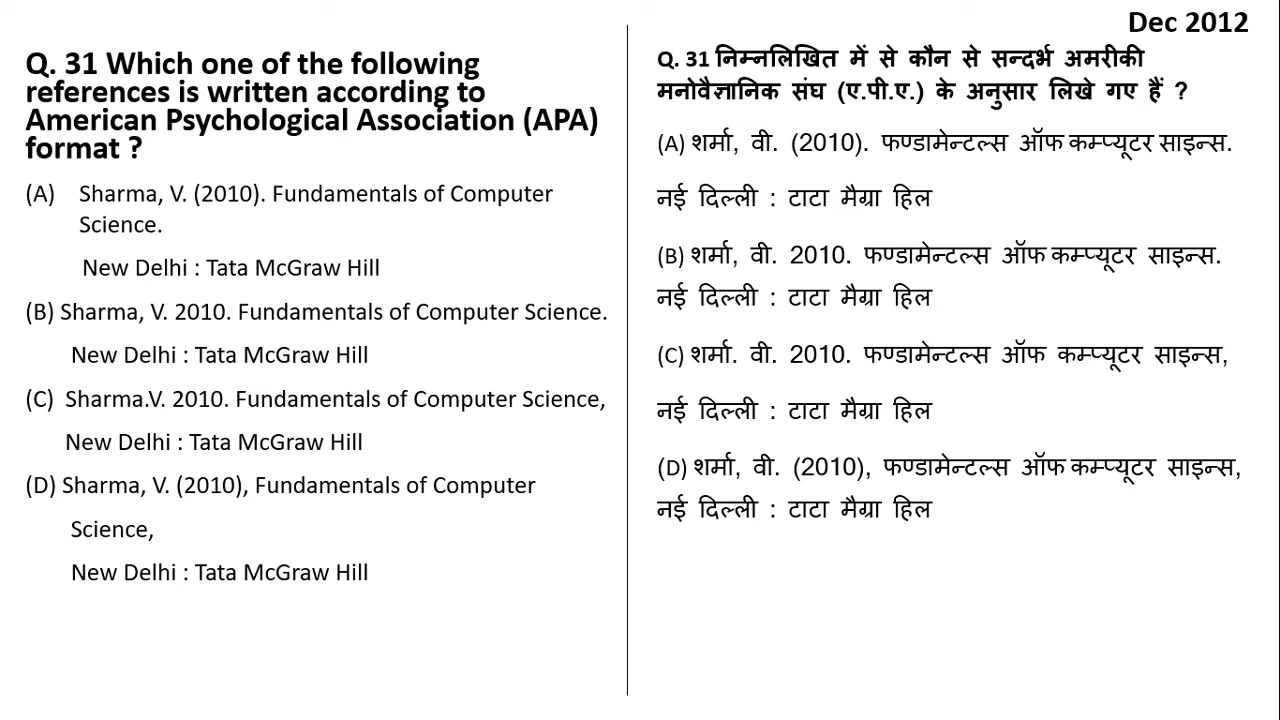 Dec 2012
Q. 31 Which one of the following
references is written according to
American Psychological Association (APA)
format ?
(A) Sharma, V. (2010). Fundamentals of Computer
Science.
New Delhi : Tata McGraw Hill
(B) Sharma, V. 2010. Fundamentals of Computer Science.
New Delhi : Tata McGraw Hill
(C) Sharma.V. 2010. Fundamentals of Computer Science,
New Delhi : Tata McGraw Hill
(D) Sharma, V. (2010), Fundamentals of Computer
Science,
New Delhi : Tata McGraw Hill
Q. 31 निम्नलिखित में से कौन से सन्दर्भ अमरीकी
मनोवैज्ञानिक संघ (ए.पी.ए.) के अनुसार लिखे गए हैं ?
(A) शर्मा, वी. (2010). फण्डामेन्टल्स ऑफ कम्प्यूटर साइन्स.
नई दिल्ली : टाटा मैग्रा हिल
(B) शर्मा, वी. 2010. फण्डामेन्टल्स ऑफ कम्प्यूटर साइन्स.
नई दिल्ली : टाटा मैग्रा हिल
(C) शर्मा. वी. 2010. फण्डामेन्टल्स ऑफ कम्प्यूटर साइन्स,
नई दिल्ली : टाटा मैग्रा हिल
(D) शर्मा, वी. (2010), फण्डामेन्टल्स ऑफ कम्प्यूटर साइन्स,
नई दिल्ली : टाटा मैग्रा हिल